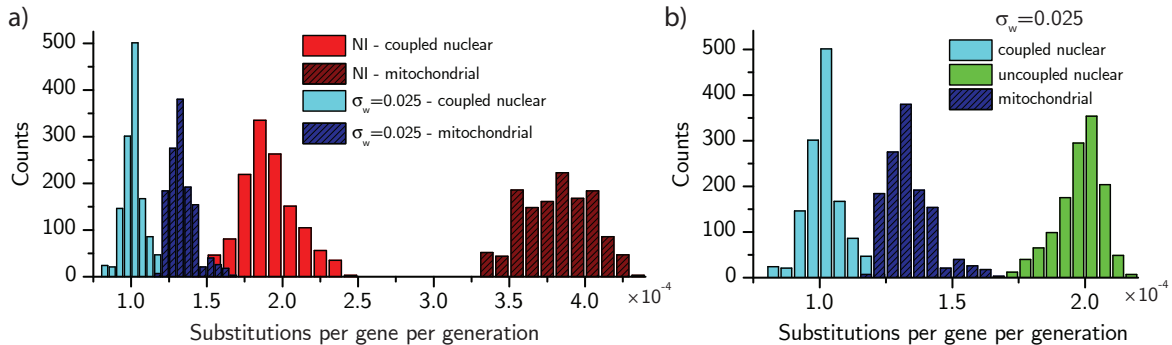 a)
Counts
500
400
300
200
100
0
NI - coupled nuclear
NI - mitochondrial
σw=0.025 - coupled nuclear
σw=0.025 - mitochondrial
1.0 1.5 2.0 2.5 3.0 3.5 4.0 ×10⁻⁴
Substitutions per gene per generation
b)
σw=0.025
Counts
500
400
300
200
100
0
coupled nuclear
uncoupled nuclear
mitochondrial
1.0 1.5 2.0 ×10⁻⁴
Substitutions per gene per generation